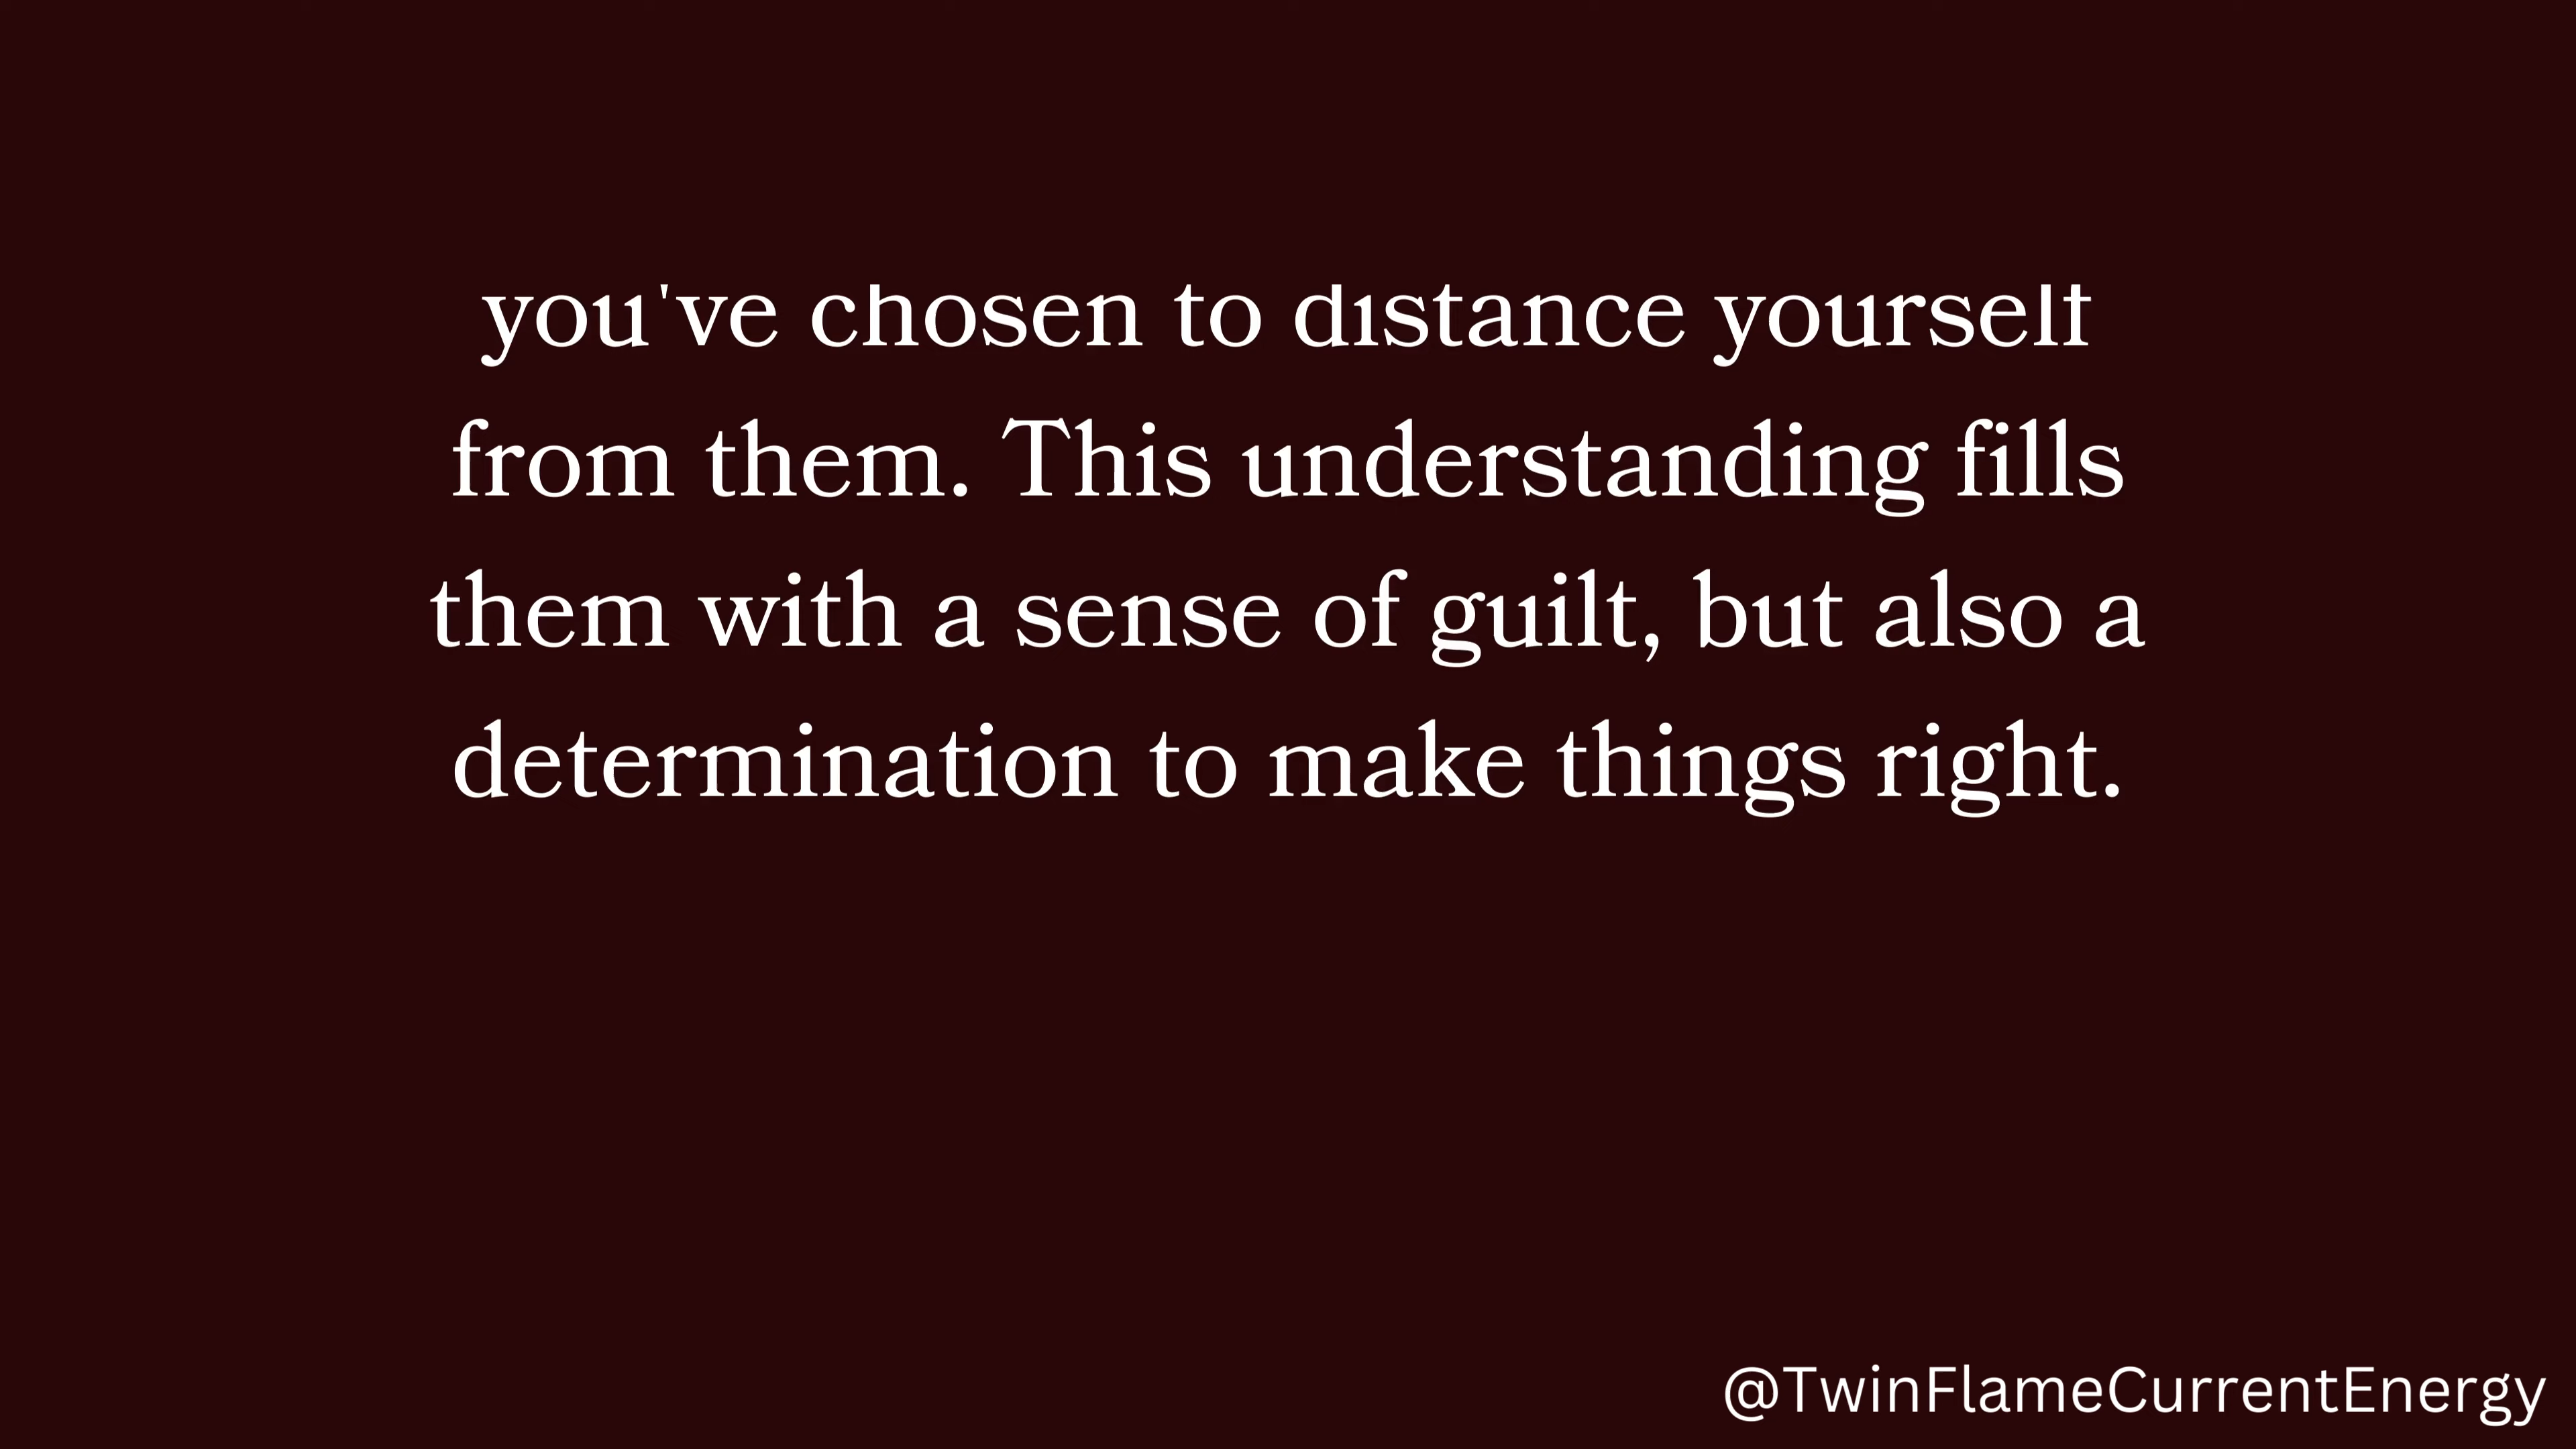 you've chosen to distance yourself
from them. This understanding fills
them with a sense of guilt, but also a
determination to make things right.
@TwinFlameCurrentEnergy